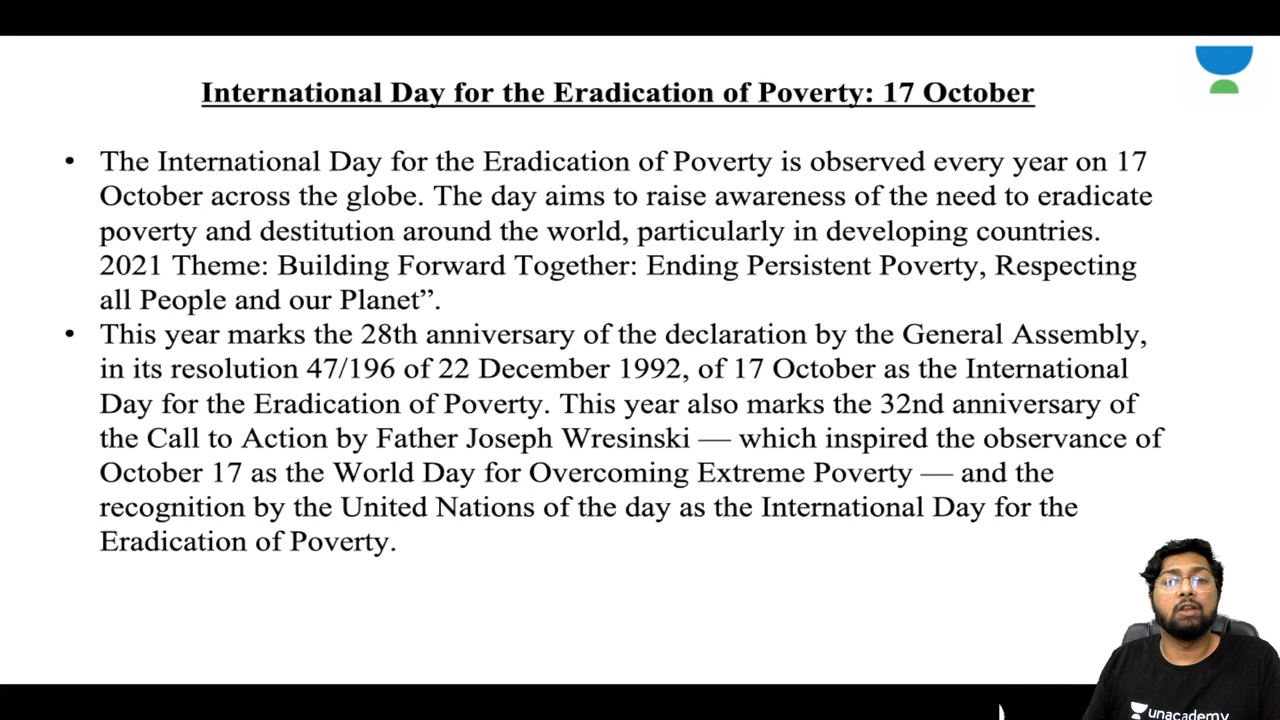 International Day for the Eradication of Poverty: 17 October
• The International Day for the Eradication of Poverty is observed every year on 17
October across the globe. The day aims to raise awareness of the need to eradicate
poverty and destitution around the world, particularly in developing countries.
2021 Theme: Building Forward Together: Ending Persistent Poverty, Respecting
all People and our Planet”.
• This year marks the 28th anniversary of the declaration by the General Assembly,
in its resolution 47/196 of 22 December 1992, of 17 October as the International
Day for the Eradication of Poverty. This year also marks the 32nd anniversary of
the Call to Action by Father Joseph Wresinski — which inspired the observance of
October 17 as the World Day for Overcoming Extreme Poverty — and the
recognition by the United Nations of the day as the International Day for the
Eradication of Poverty.
unacademy